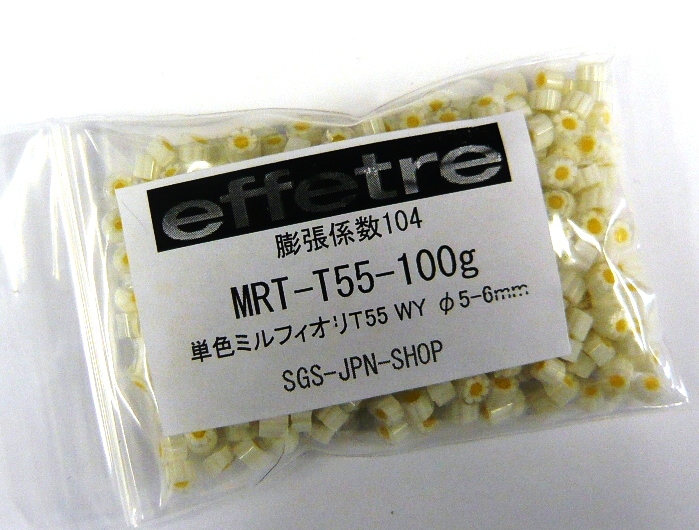 effetre
膨張係数104
MRT-T55-100g
単色ミルフィオリT55 WY φ5-6mm
SGS-JPN-SHOP